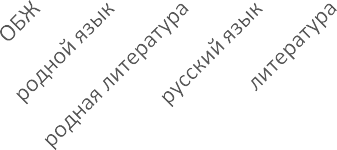 ОБЖ
родной язык
родная литература
русский язык
литература